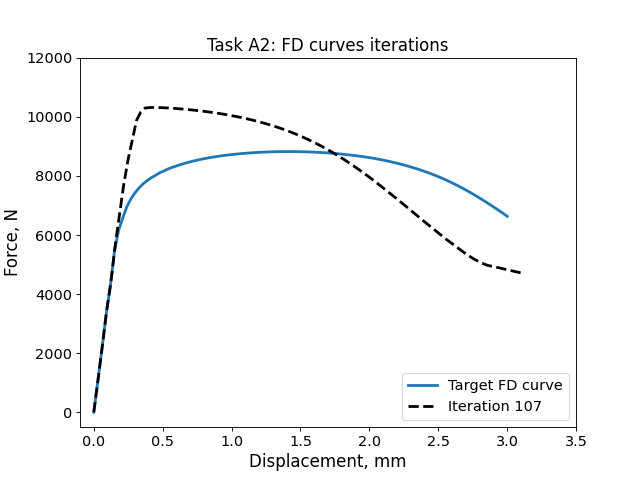 Task A2: FD curves iterations
12000
10000
8000
6000
4000
2000
0
Force, N
0.0 0.5 1.0 1.5 2.0 2.5 3.0 3.5
Displacement, mm
Target FD curve
Iteration 107